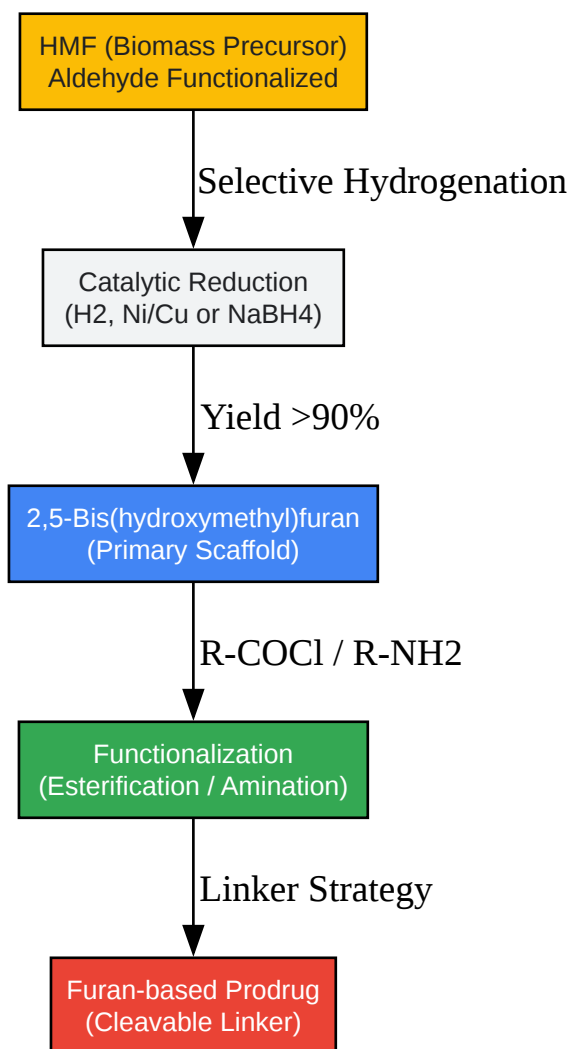 HMF (Biomass Precursor)
Aldehyde Functionalized
Selective Hydrogenation
Catalytic Reduction
(H2, Ni/Cu or NaBH4)
Yield >90%
2,5-Bis(hydroxymethyl)furan
(Primary Scaffold)
R-COCl / R-NH2
Functionalization
(Esterification / Amination)
Linker Strategy
Furan-based Prodrug
(Cleavable Linker)